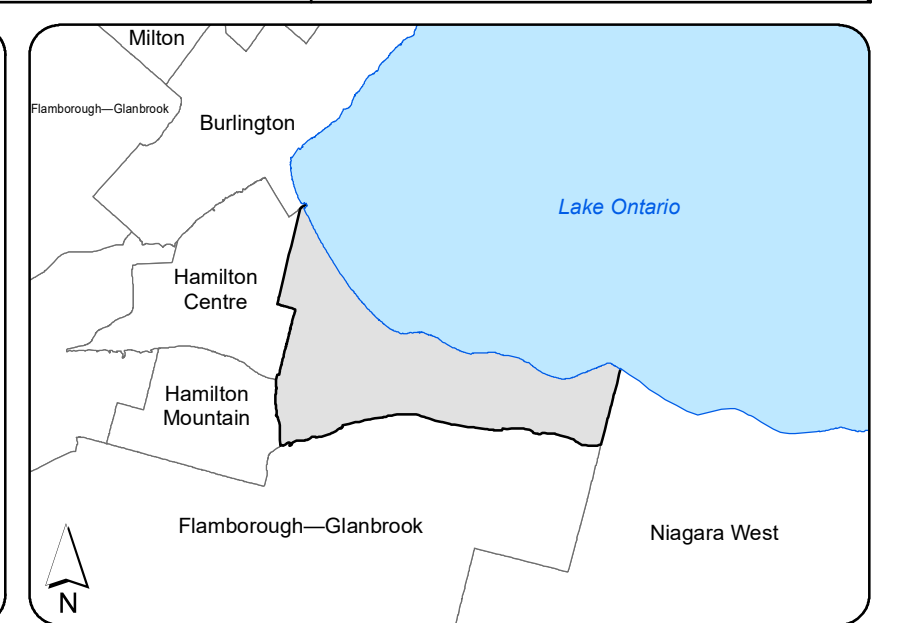 Milton
Flamborough—Glanbrook
Burlington
Lake Ontario
Hamilton
Centre
Hamilton
Mountain
Flamborough—Glanbrook
Niagara West
N